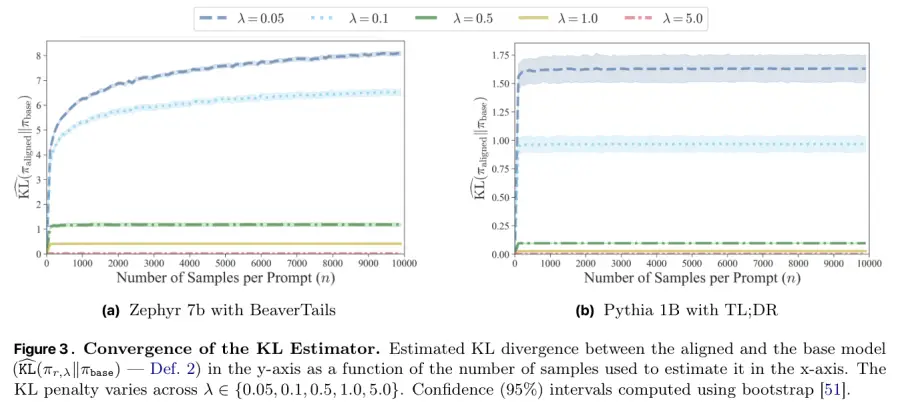 λ = 0.05 λ = 0.1 λ = 0.5 λ = 1.0 λ = 5.0
8
7
6
5
4
3
2
1
0
K̂L(π_aligned‖π_base)
0 1000 2000 3000 4000 5000 6000 7000 8000 9000 10000
Number of Samples per Prompt (n)
(a) Zephyr 7b with BeaverTails
1.75
1.50
1.25
1.00
0.75
0.50
0.25
0.00
K̂L(π_aligned‖π_base)
0 1000 2000 3000 4000 5000 6000 7000 8000 9000 10000
Number of Samples per Prompt (n)
(b) Pythia 1B with TL;DR
Figure 3. Convergence of the KL Estimator. Estimated KL divergence between the aligned and the base model
(K̂L(π_r,λ‖π_base) — Def. 2) in the y-axis as a function of the number of samples used to estimate it in the x-axis. The
KL penalty varies across λ ∈ {0.05, 0.1, 0.5, 1.0, 5.0}. Confidence (95%) intervals computed using bootstrap [51].